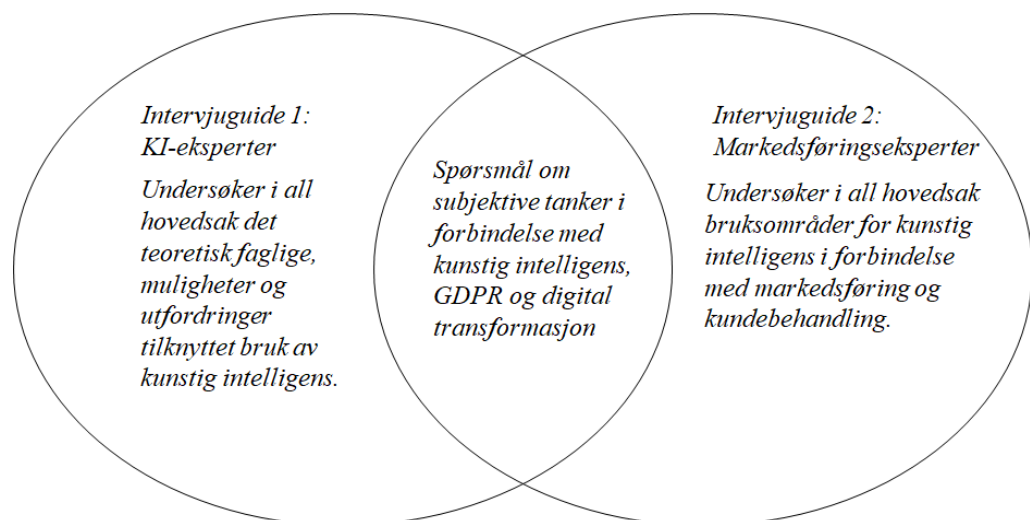 Intervjuguide 1:
KI-eksperter
Undersøker i all
hovedsak det
teoretisk faglige,
muligheter og
utfordringer
tilknyttet bruk av
kunstig intelligens.
Spørsmål om
subjektive tanker i
forbindelse med
kunstig intelligens,
GDPR og digital
transformasjon
Intervjuguide 2:
Markedsføringseksperter
Undersøker i all hovedsak
bruksområder for kunstig
intelligens i forbindelse
med markedsføring og
kundebehandling.